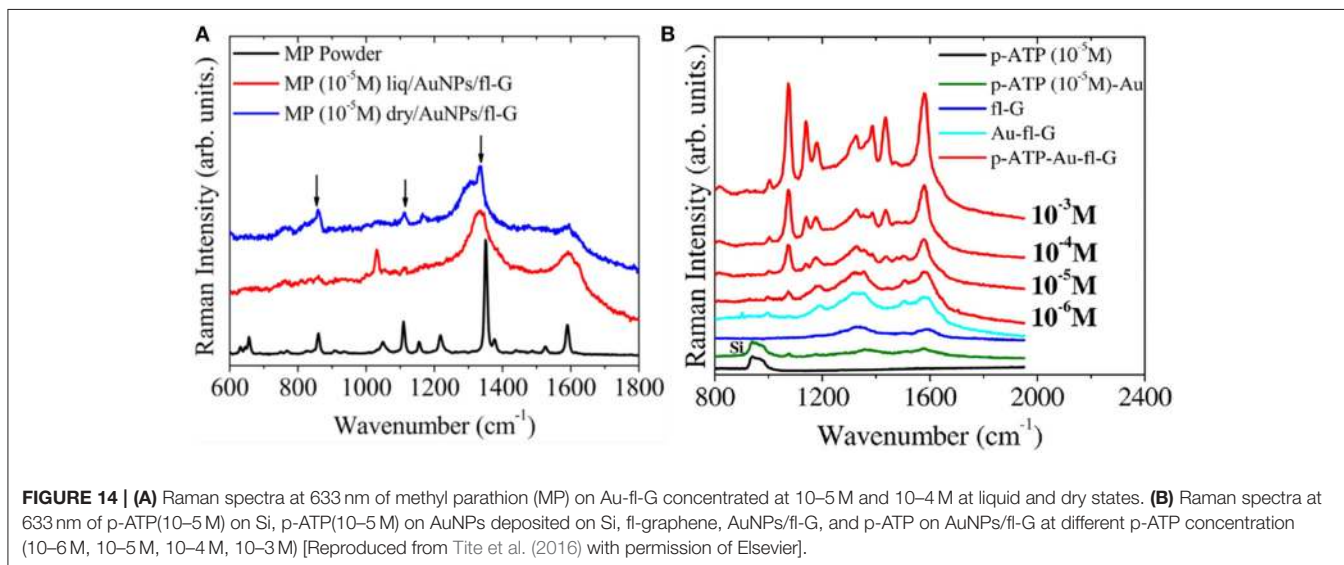 A
MP Powder
MP (10⁻⁵M) liq/AuNPs/fl-G
MP (10⁻⁵M) dry/AuNPs/fl-G
Raman Intensity (arb. units.)
600 800 1000 1200 1400 1600 1800
Wavenumber (cm⁻¹)
B
p-ATP (10⁻⁵M)
p-ATP (10⁻⁵M)-Au
fl-G
Au-fl-G
p-ATP-Au-fl-G
10⁻³M
10⁻⁴M
10⁻⁵M
10⁻⁶M
Si
Raman Intensity (arb. units.)
800 1200 1600 2000 2400
Wavenumber (cm⁻¹)
FIGURE 14 | (A) Raman spectra at 633 nm of methyl parathion (MP) on Au-fl-G concentrated at 10–5 M and 10–4 M at liquid and dry states. (B) Raman spectra at
633 nm of p-ATP(10–5 M) on Si, p-ATP(10–5 M) on AuNPs deposited on Si, fl-graphene, AuNPs/fl-G, and p-ATP on AuNPs/fl-G at different p-ATP concentration
(10–6 M, 10–5 M, 10–4 M, 10–3 M) [Reproduced from Tite et al. (2016) with permission of Elsevier].